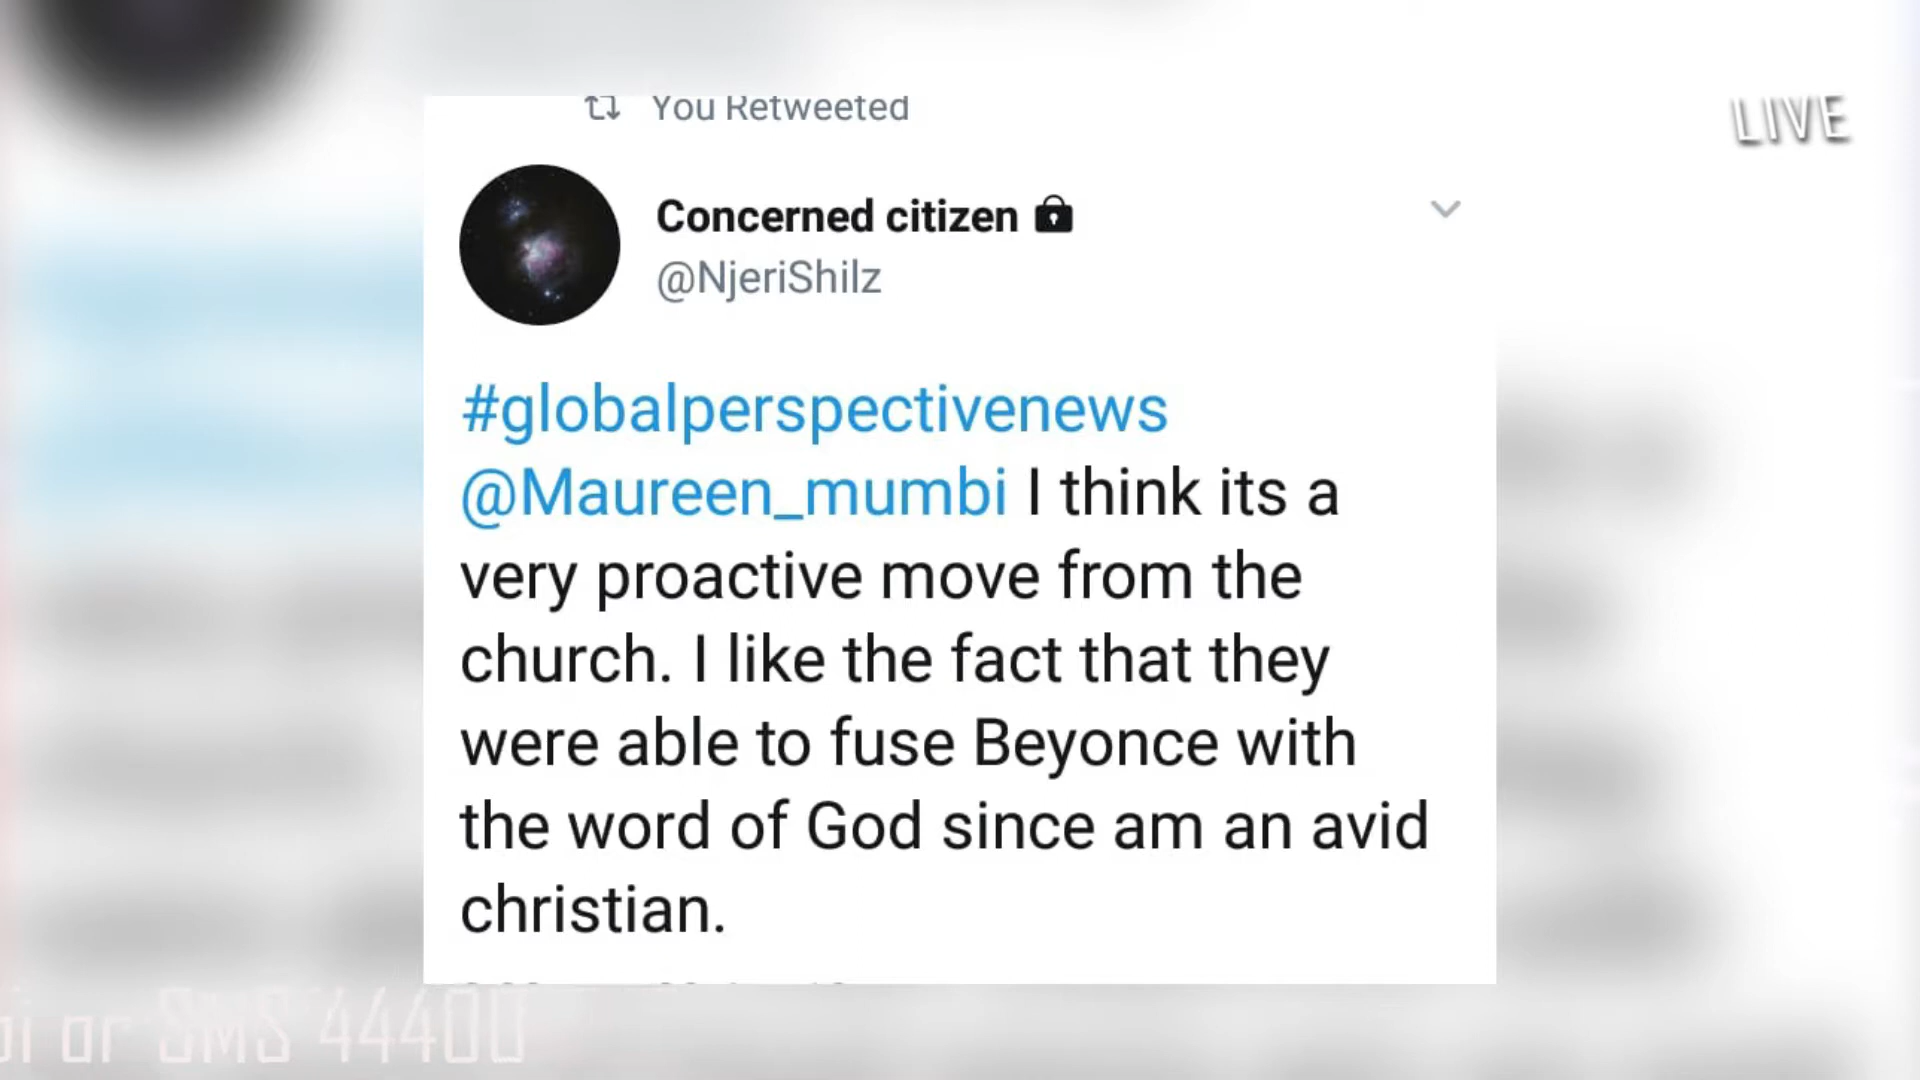 You Retweeted
LIVE
Concerned citizen
@NjeriShilz
#globalperspectivenews
@Maureen_mumbi I think its a
very proactive move from the
church. I like the fact that they
were able to fuse Beyonce with
the word of God since am an avid
christian.
or SMS 44400